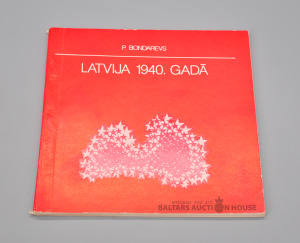 P. BONDAREVS
LATVIJA 1940. GADĀ
BALTARS AUCTION HOUSE